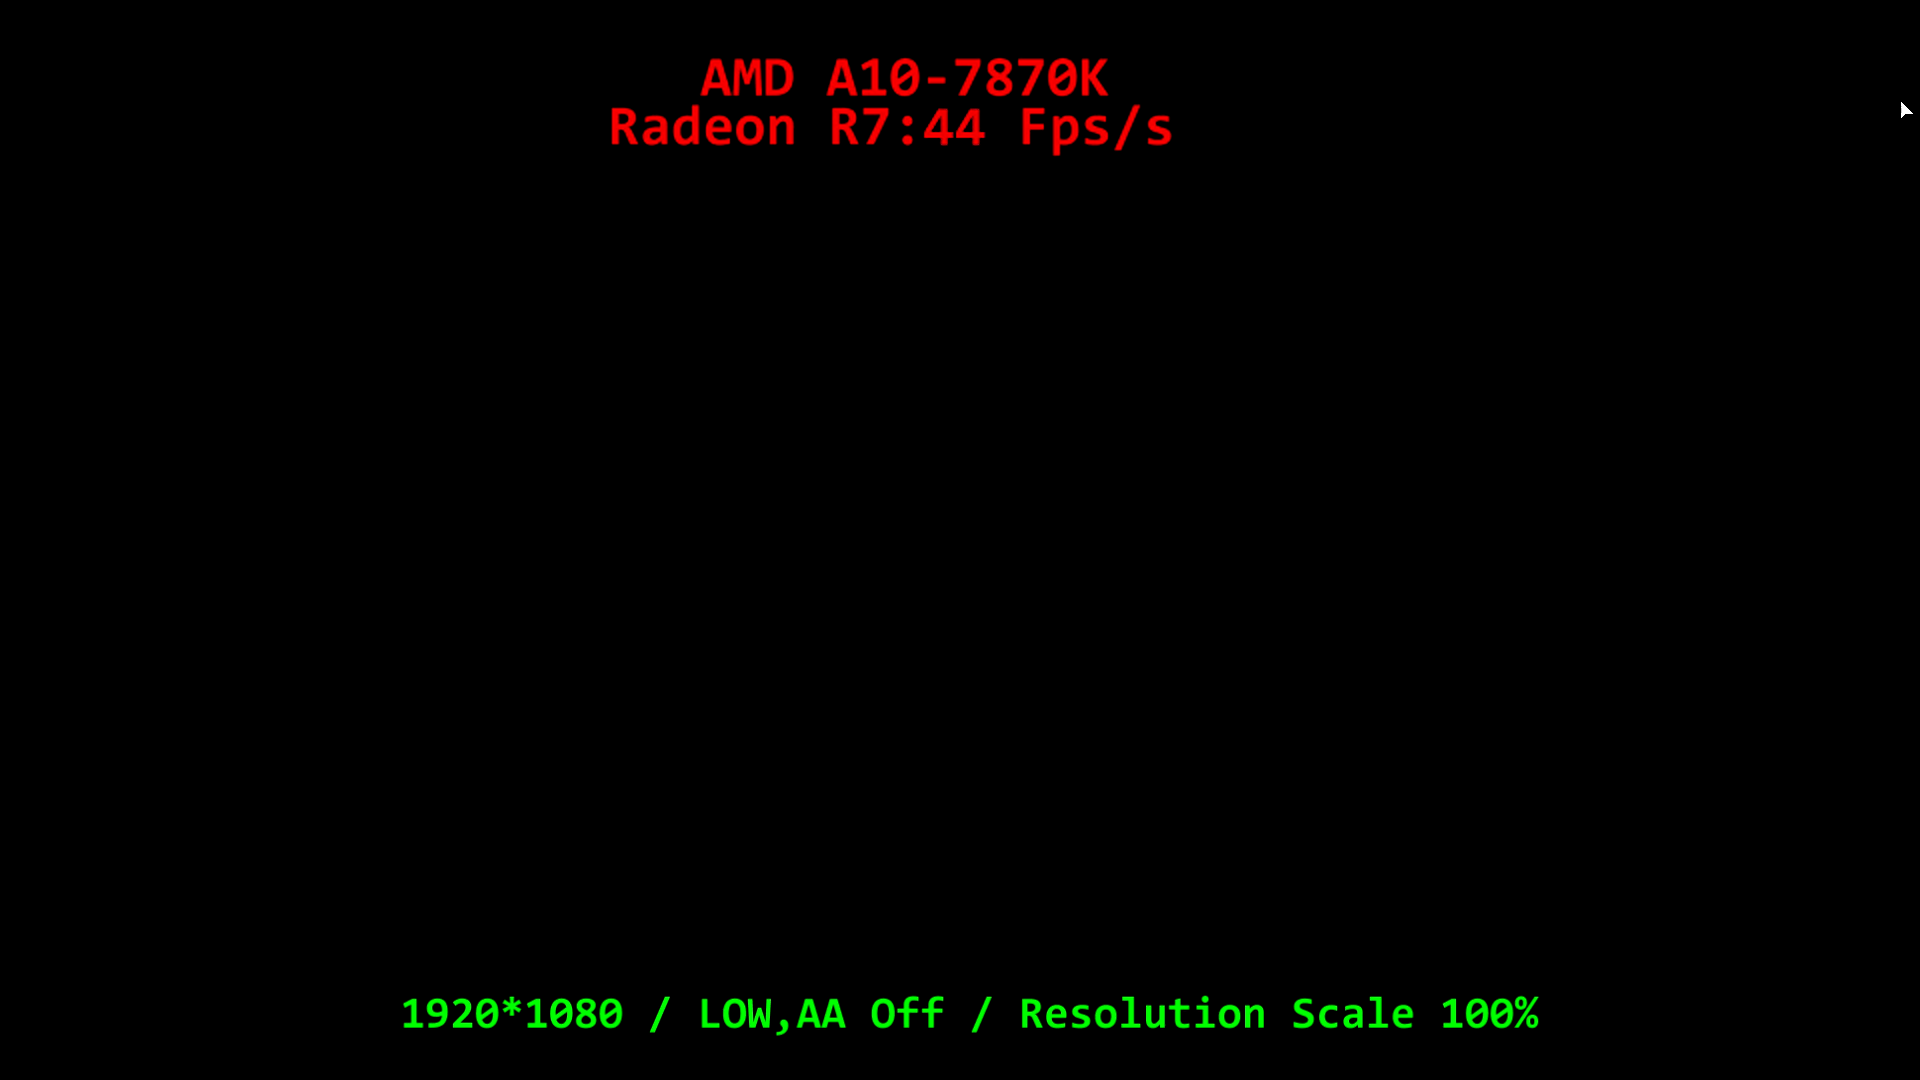 AMD A10-7870K
Radeon R7:44 Fps/s
1920*1080 / LOW,AA Off / Resolution Scale 100%